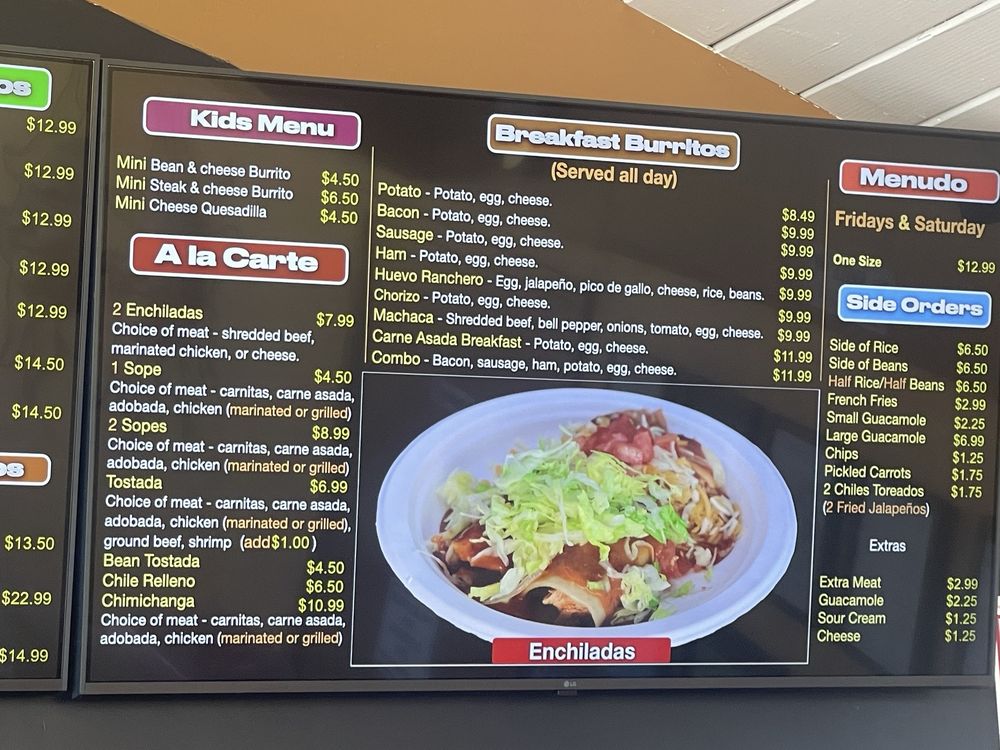 os
$12.99
$12.99
$12.99
$12.99
$12.99
$14.50
$14.50
os
$13.50
$22.99
$14.99
Kids Menu
Mini Bean & cheese Burrito $4.50
Mini Steak & cheese Burrito $6.50
Mini Cheese Quesadilla $4.50
A la Carte
2 Enchiladas $7.99
Choice of meat - shredded beef,
marinated chicken, or cheese.
1 Sope $4.50
Choice of meat - carnitas, carne asada,
adobada, chicken (marinated or grilled)
2 Sopes $8.99
Choice of meat - carnitas, carne asada,
adobada, chicken (marinated or grilled)
Tostada $6.99
Choice of meat - carnitas, carne asada,
adobada, chicken (marinated or grilled),
ground beef, shrimp (add $1.00)
Bean Tostada $4.50
Chile Relleno $6.50
Chimichanga $10.99
Choice of meat - carnitas, carne asada,
adobada, chicken (marinated or grilled)
Breakfast Burritos
(Served all day)
Potato - Potato, egg, cheese. $8.49
Bacon - Potato, egg, cheese. $9.99
Sausage - Potato, egg, cheese. $9.99
Ham - Potato, egg, cheese. $9.99
Huevo Ranchero - Egg, jalapeño, pico de gallo, cheese, rice, beans. $9.99
Chorizo - Potato, egg, cheese. $9.99
Machaca - Shredded beef, bell pepper, onions, tomato, egg, cheese. $9.99
Carne Asada Breakfast - Potato, egg, cheese. $11.99
Combo - Bacon, sausage, ham, potato, egg, cheese. $11.99
Enchiladas
Menudo
Fridays & Saturday
One Size $12.99
Side Orders
Side of Rice $6.50
Side of Beans $6.50
Half Rice/Half Beans $6.50
French Fries $2.99
Small Guacamole $2.25
Large Guacamole $6.99
Chips $1.25
Pickled Carrots $1.75
2 Chiles Toreados $1.75
(2 Fried Jalapeños)
Extras
Extra Meat $2.99
Guacamole $2.25
Sour Cream $1.25
Cheese $1.25
LG